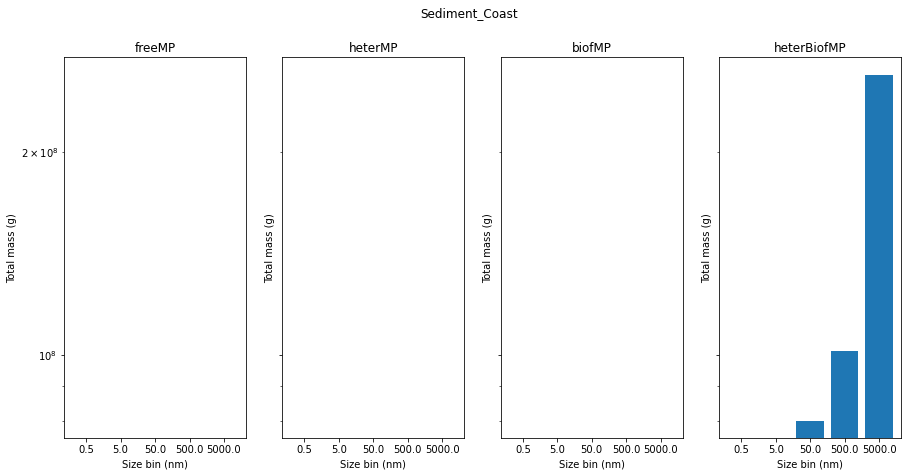 Sediment_Coast
freeMP
heterMP
biofMP
heterBiofMP
Total mass (g)
2 × 10⁸
10⁸
0.5 5.0 50.0 500.0 5000.0
Size bin (nm)
Total mass (g)
0.5 5.0 50.0 500.0 5000.0
Size bin (nm)
Total mass (g)
0.5 5.0 50.0 500.0 5000.0
Size bin (nm)
Total mass (g)
0.5 5.0 50.0 500.0 5000.0
Size bin (nm)